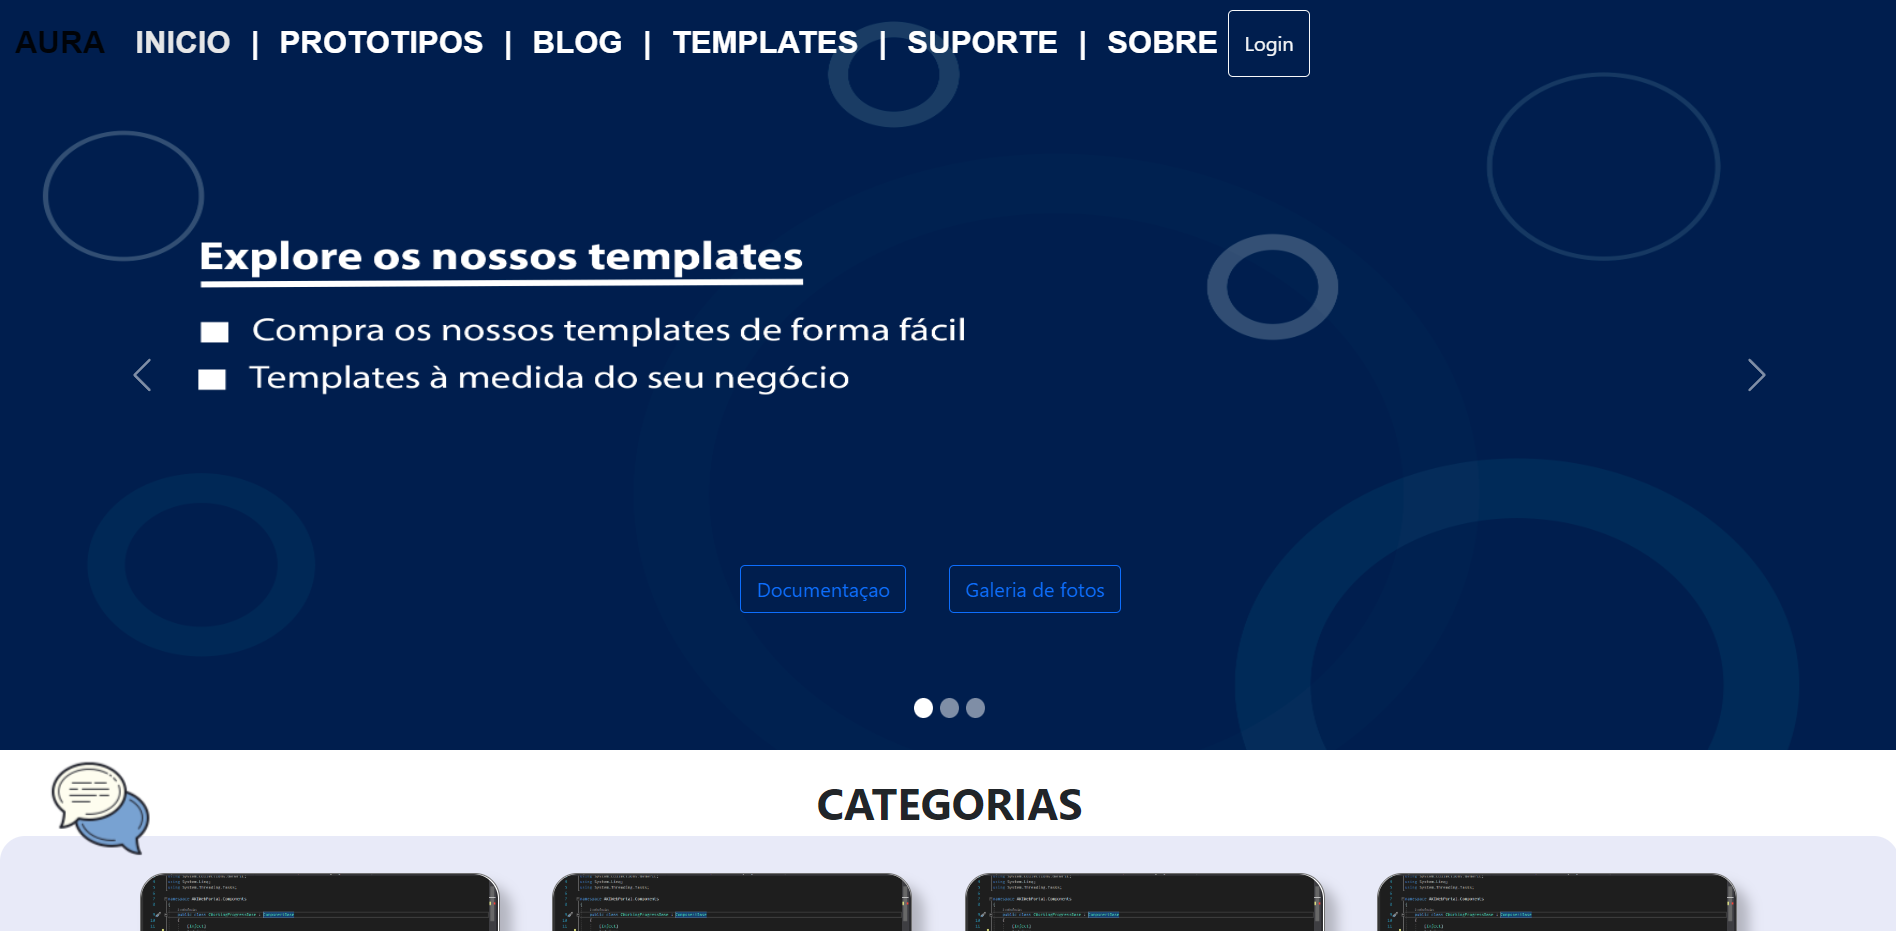 AURA INICIO | PROTOTIPOS | BLOG | TEMPLATES | SUPORTE | SOBRE Login
Explore os nossos templates
Compra os nossos templates de forma fácil
Templates à medida do seu negócio
Documentaçao Galeria de fotos
CATEGORIAS